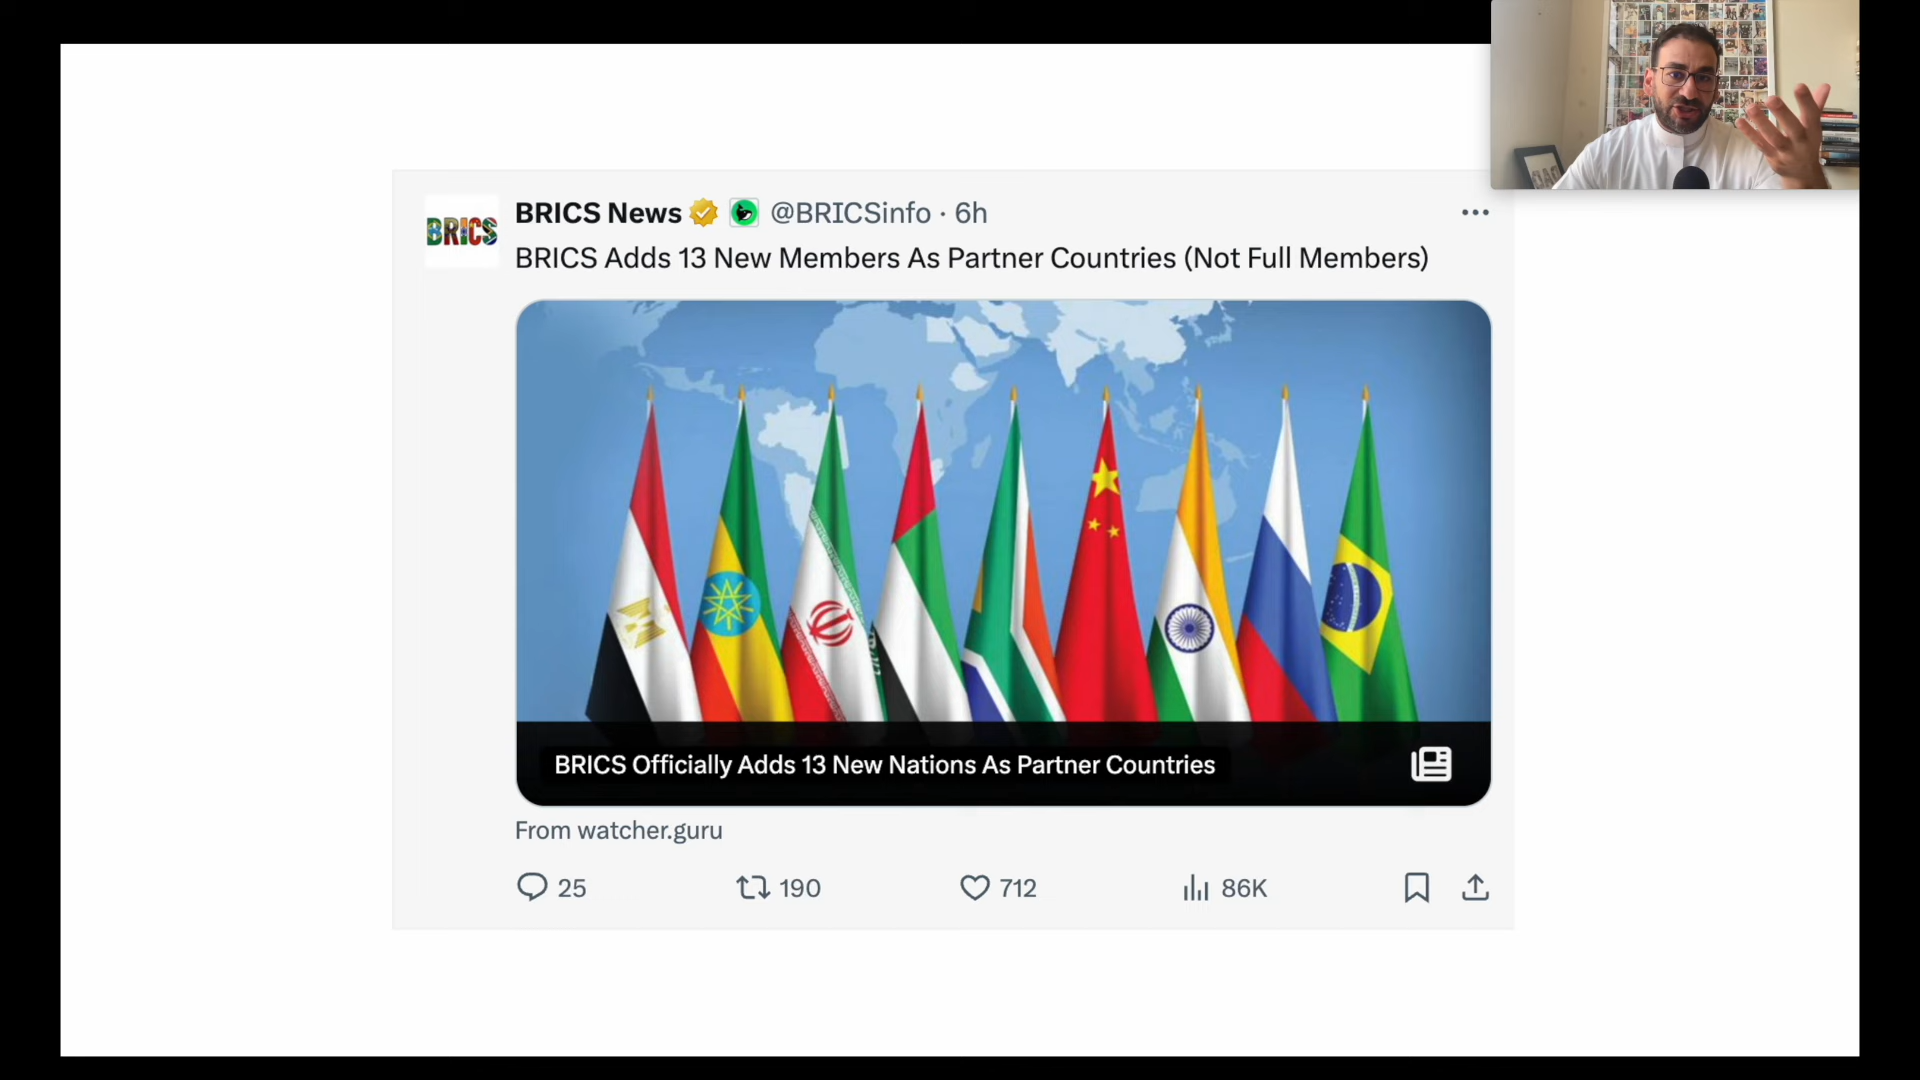 BRICS
BRICS News @BRICSinfo · 6h
BRICS Adds 13 New Members As Partner Countries (Not Full Members)
BRICS Officially Adds 13 New Nations As Partner Countries
From watcher.guru
25 190 712 86K